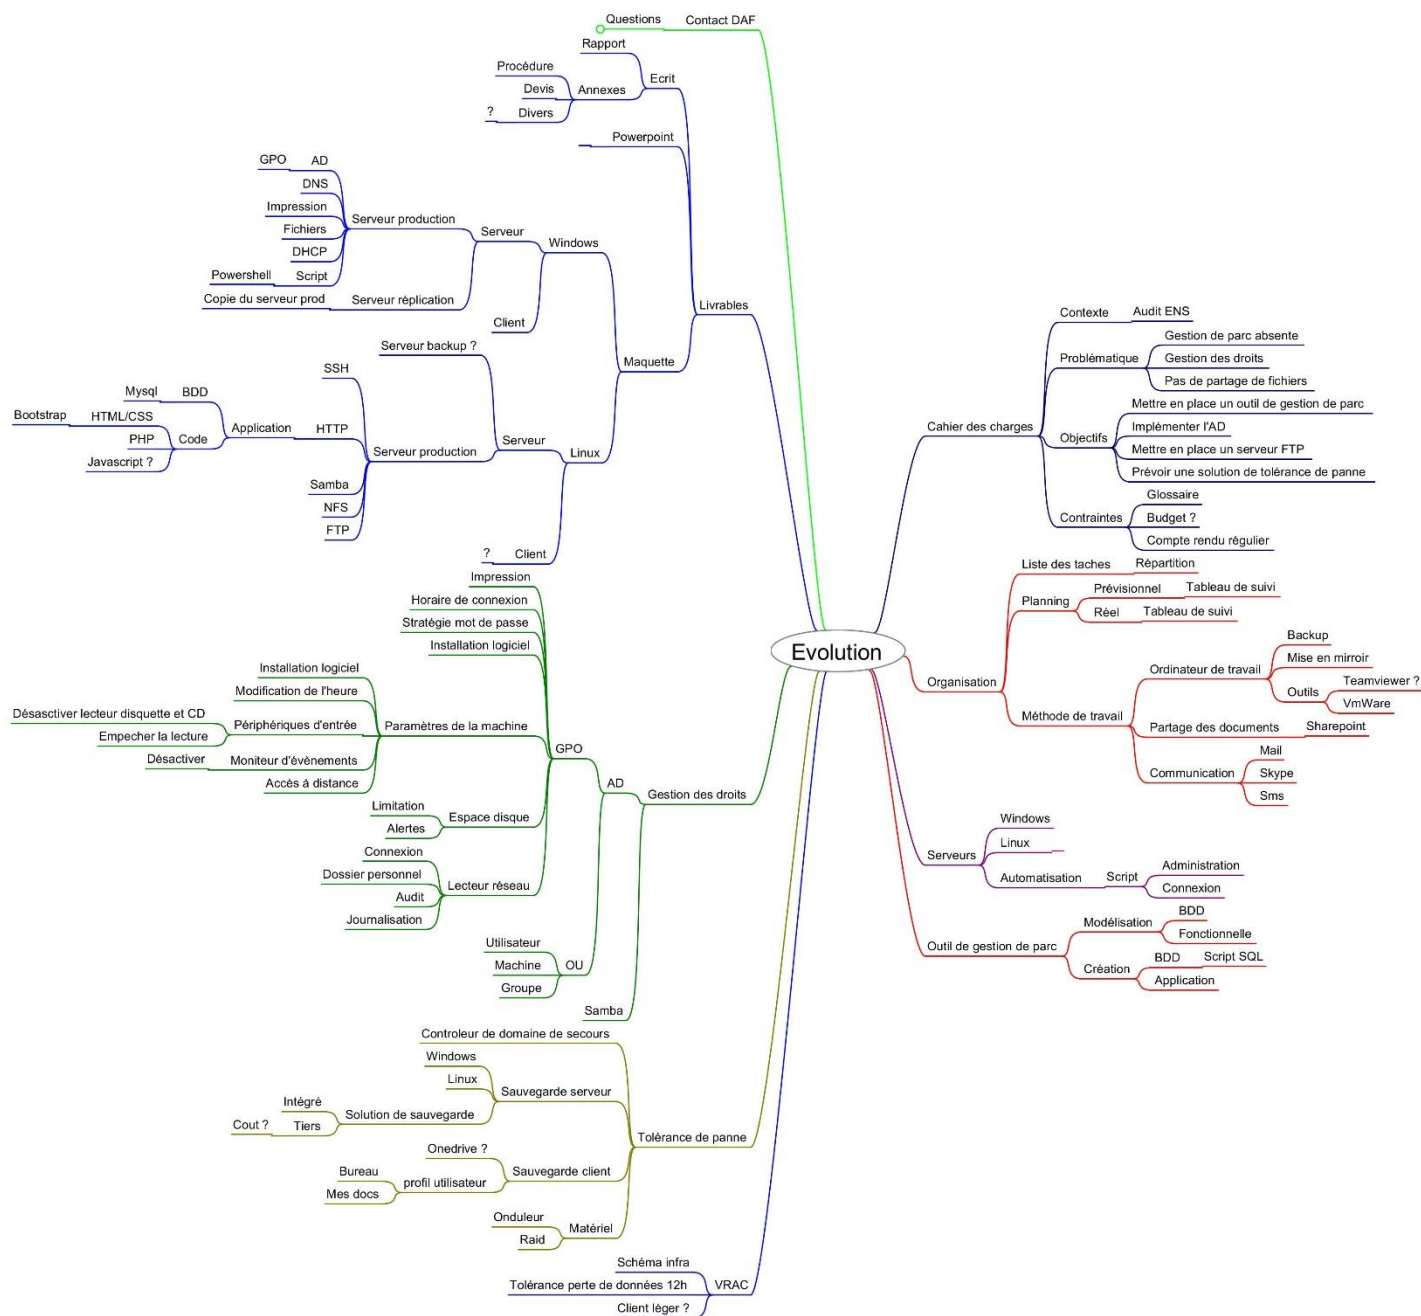 Evolution
Contact DAF
Questions
Livrables
Ecrit
Rapport
Annexes
Procédure
Devis
Divers
?
Powerpoint
Maquette
Windows
Serveur
Serveur production
AD
GPO
DNS
Impression
Fichiers
DHCP
Script
Powershell
Serveur réplication
Copie du serveur prod
Client
Linux
Serveur
Serveur backup ?
Serveur production
SSH
HTTP
Application
BDD
Mysql
Code
HTML/CSS
Bootstrap
PHP
Javascript ?
Samba
NFS
FTP
Client
?
Gestion des droits
AD
GPO
Impression
Horaire de connexion
Stratégie mot de passe
Installation logiciel
Paramètres de la machine
Installation logiciel
Modification de l'heure
Périphériques d'entrée
Désactiver lecteur disquette et CD
Empecher la lecture
Moniteur d'évènements
Désactiver
Accès à distance
Espace disque
Limitation
Alertes
Lecteur réseau
Connexion
Dossier personnel
Audit
Journalisation
OU
Utilisateur
Machine
Groupe
Samba
Tolérance de panne
Controleur de domaine de secours
Sauvegarde serveur
Windows
Linux
Solution de sauvegarde
Intégré
Tiers
Cout ?
Sauvegarde client
Onedrive ?
profil utilisateur
Bureau
Mes docs
Matériel
Onduleur
Raid
VRAC
Schéma infra
Tolérance perte de données 12h
Client léger ?
Cahier des charges
Contexte
Audit ENS
Problématique
Gestion de parc absente
Gestion des droits
Pas de partage de fichiers
Objectifs
Mettre en place un outil de gestion de parc
Implémenter l'AD
Mettre en place un serveur FTP
Prévoir une solution de tolérance de panne
Contraintes
Glossaire
Budget ?
Compte rendu régulier
Organisation
Liste des taches
Répartition
Planning
Prévisionnel
Tableau de suivi
Réel
Tableau de suivi
Méthode de travail
Ordinateur de travail
Backup
Mise en mirroir
Outils
Teamviewer ?
VmWare
Partage des documents
Sharepoint
Communication
Mail
Skype
Sms
Serveurs
Windows
Linux
Automatisation
Script
Administration
Connexion
Outil de gestion de parc
Modélisation
BDD
Fonctionnelle
Création
BDD
Script SQL
Application